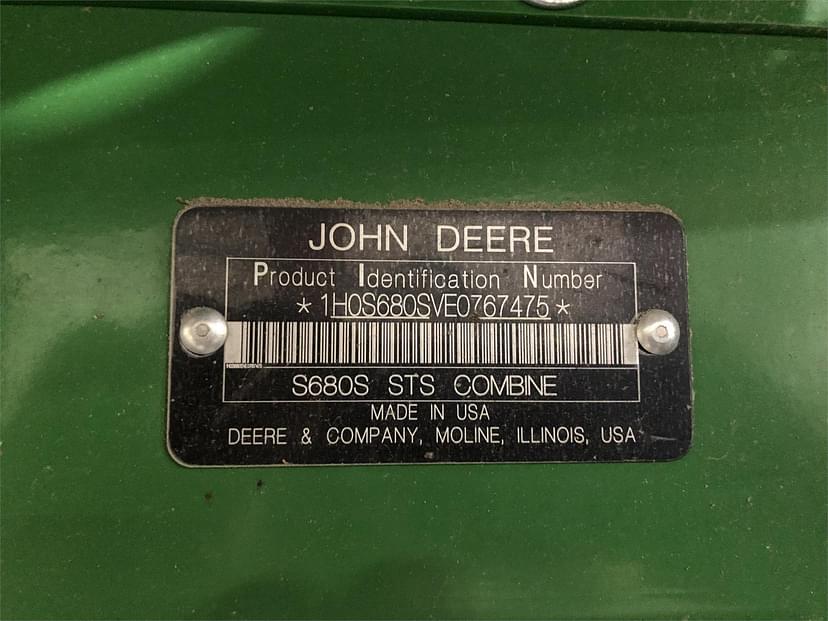 JOHN DEERE
Product Identification Number
*1H0S680SVE0767475*
S680S STS COMBINE
MADE IN USA
DEERE & COMPANY, MOLINE, ILLINOIS, USA